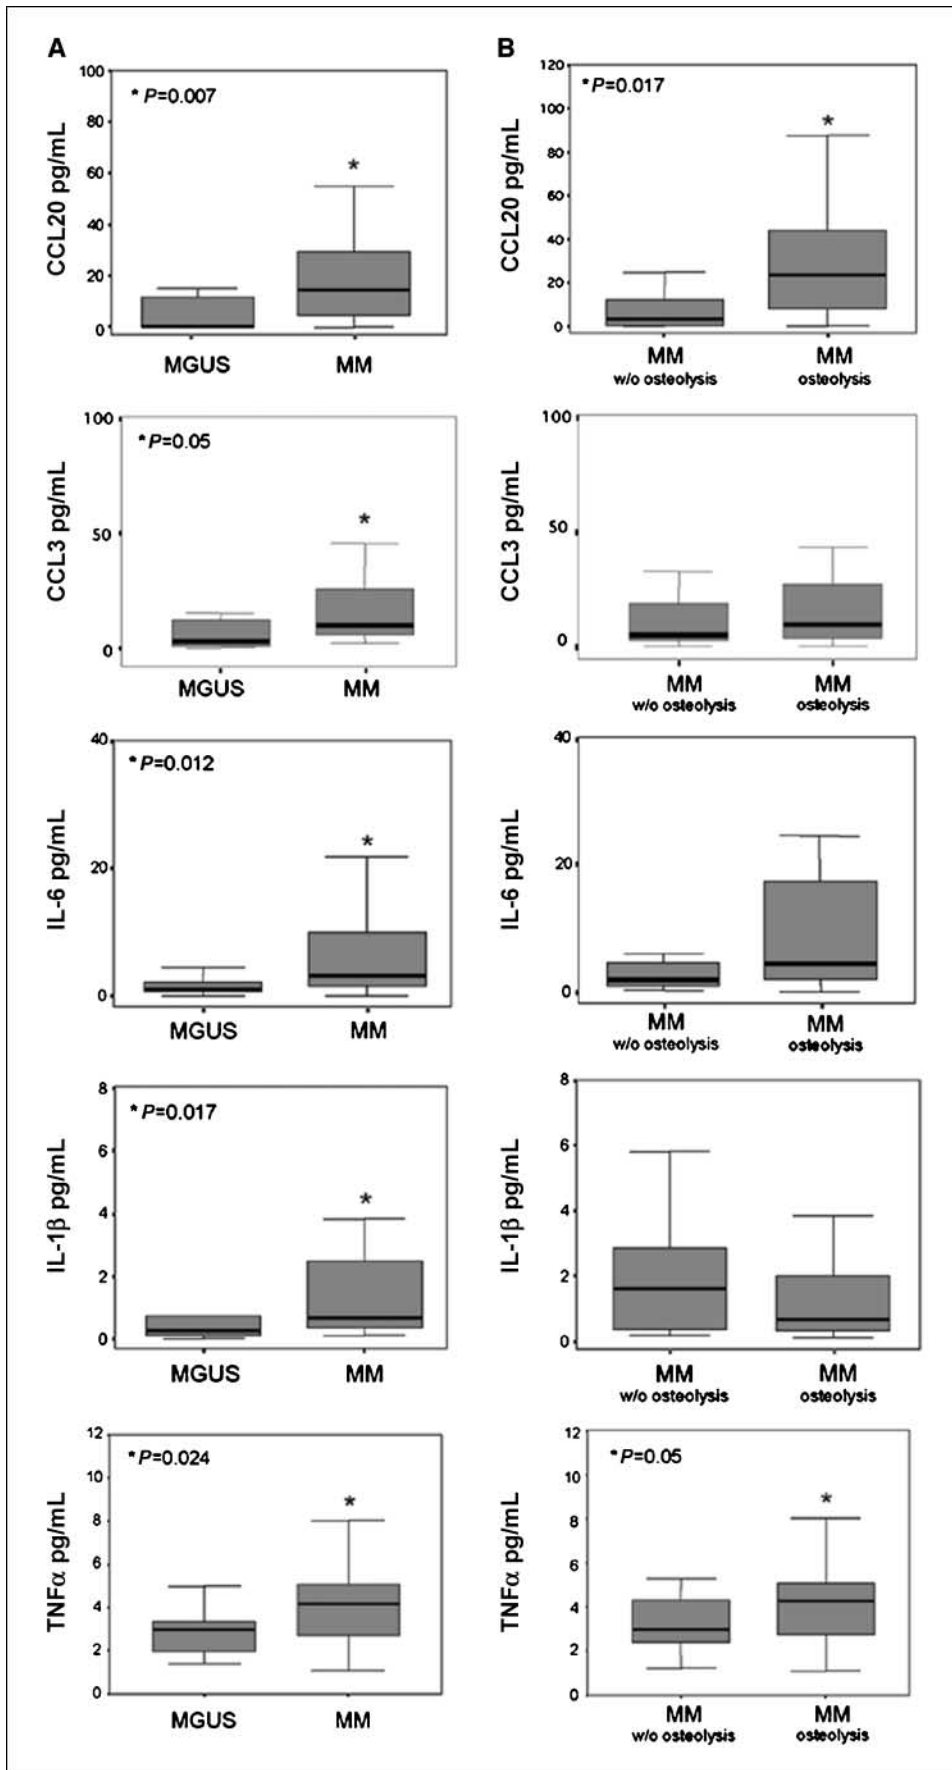 A
CCL20 pg/mL
100
80
60
40
20
0
* P=0.007
*
MGUS MM
B
CCL20 pg/mL
120
100
80
60
40
20
0
* P=0.017
*
MM MM
w/o osteolysis osteolysis
CCL3 pg/mL
100
50
0
* P=0.05
*
MGUS MM
CCL3 pg/mL
100
50
0
MM MM
w/o osteolysis osteolysis
IL-6 pg/mL
40
20
0
* P=0.012
*
MGUS MM
IL-6 pg/mL
40
20
0
MM MM
w/o osteolysis osteolysis
IL-1β pg/mL
8
6
4
2
0
* P=0.017
*
MGUS MM
IL-1β pg/mL
8
6
4
2
0
MM MM
w/o osteolysis osteolysis
TNFα pg/mL
12
10
8
6
4
2
0
* P=0.024
*
MGUS MM
TNFα pg/mL
12
10
8
6
4
2
0
* P=0.05
*
MM MM
w/o osteolysis osteolysis